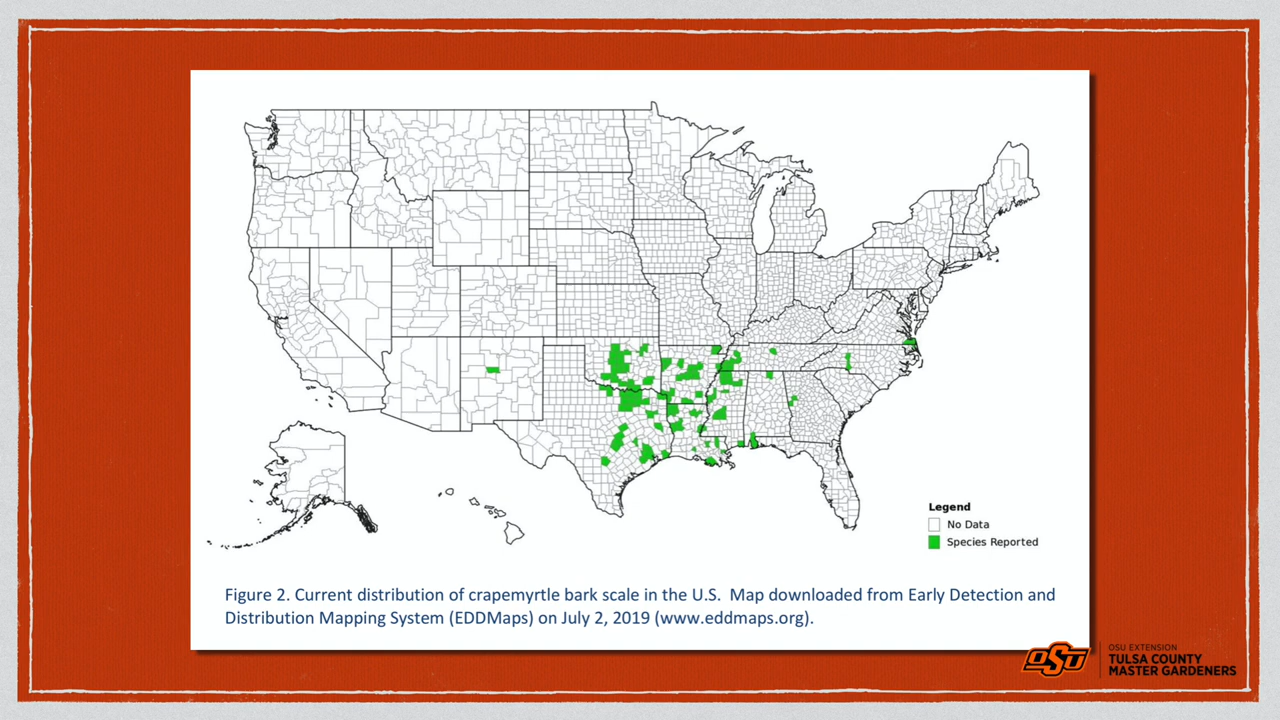 Legend
No Data
Species Reported
Figure 2. Current distribution of crapemyrtle bark scale in the U.S.  Map downloaded from Early Detection and
Distribution Mapping System (EDDMaps) on July 2, 2019 (www.eddmaps.org).
OSU
OSU EXTENSION
TULSA COUNTY
MASTER GARDENERS